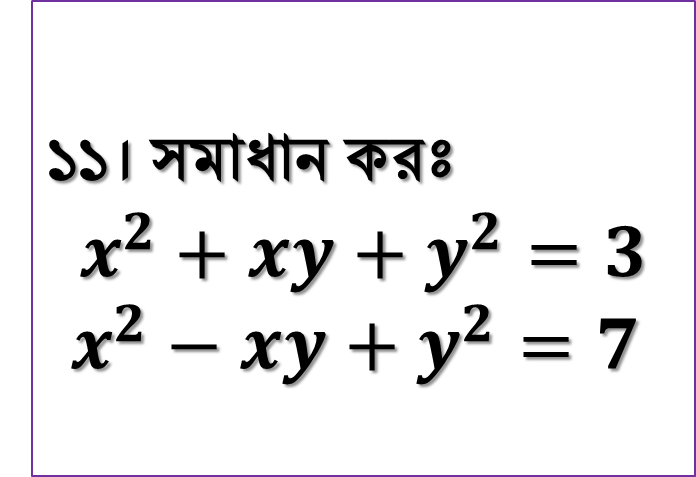 ১১। সমাধান করঃ
x² + xy + y² = 3
x² − xy + y² = 7